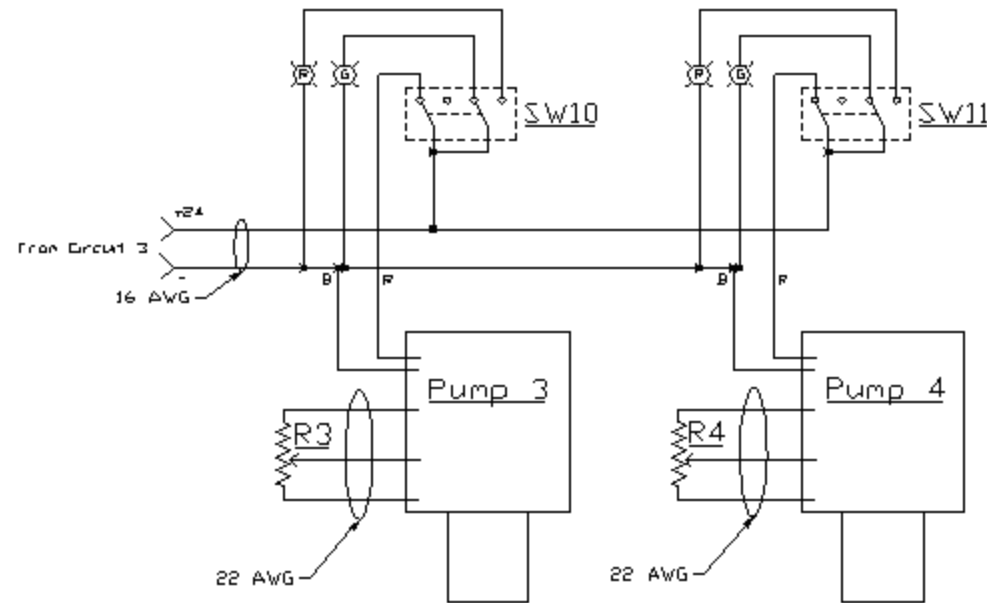 R
G
R
G
SW10
SW11
+24
From Circuit 3
-
16 AWG
B
R
B
R
Pump 3
Pump 4
R3
R4
22 AWG
22 AWG